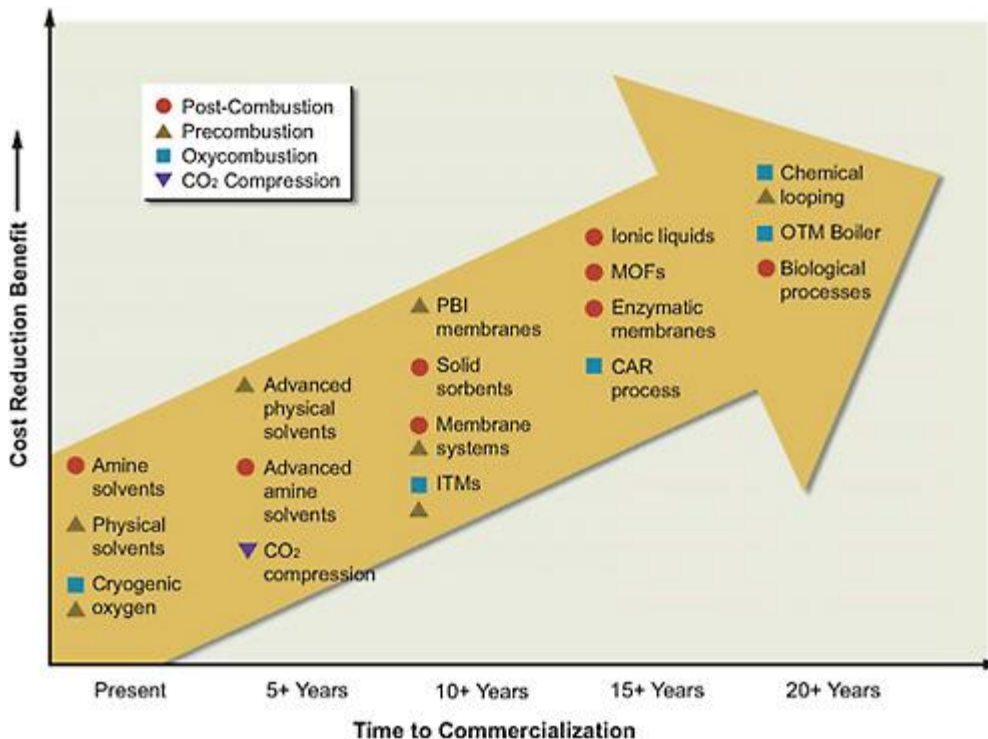 Cost Reduction Benefit
Post-Combustion
Precombustion
Oxycombustion
CO₂ Compression
Amine
solvents
Physical
solvents
Cryogenic
oxygen
Advanced
physical
solvents
Advanced
amine
solvents
CO₂
compression
PBI
membranes
Solid
sorbents
Membrane
systems
ITMs
Ionic liquids
MOFs
Enzymatic
membranes
CAR
process
Chemical
looping
OTM Boiler
Biological
processes
Present
5+ Years
10+ Years
15+ Years
20+ Years
Time to Commercialization